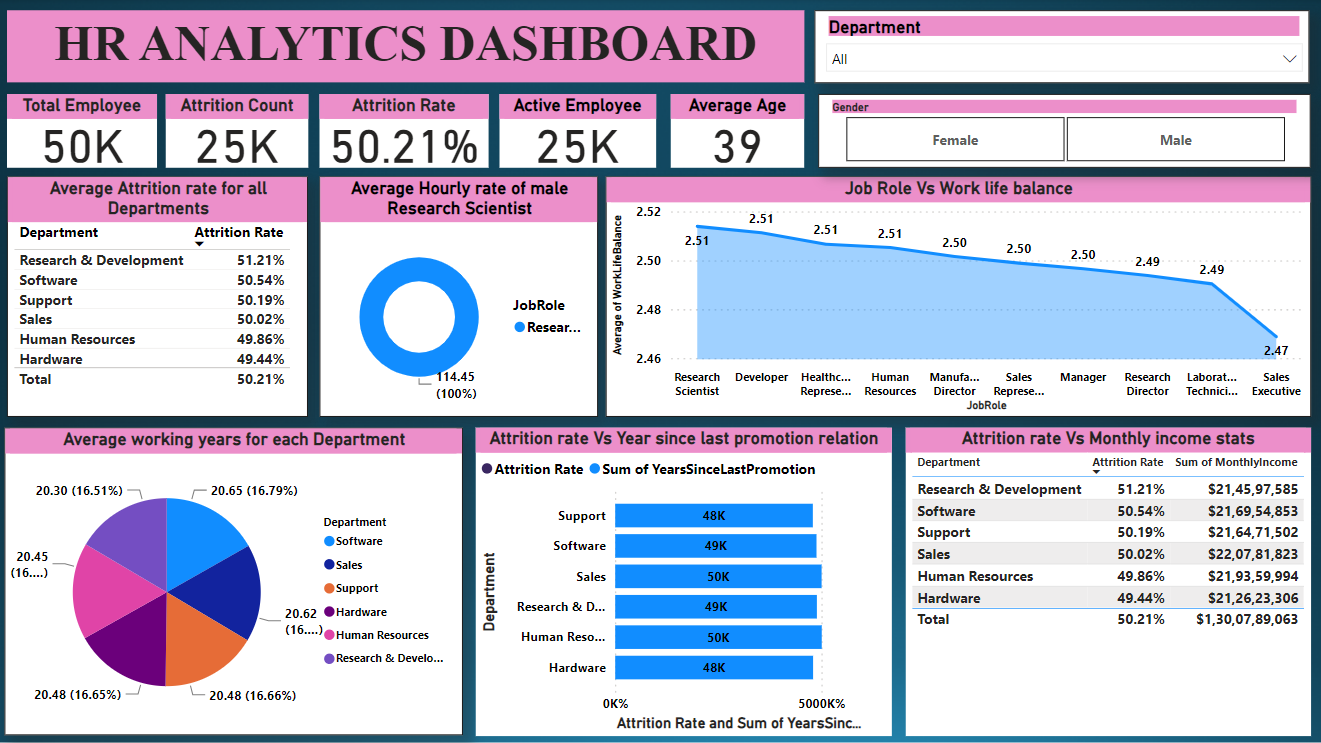 HR ANALYTICS DASHBOARD
Department
All
Total Employee
50K
Attrition Count
25K
Attrition Rate
50.21%
Active Employee
25K
Average Age
39
Gender
Female
Male
Average Attrition rate for all
Departments
Department Attrition Rate
Research & Development 51.21%
Software 50.54%
Support 50.19%
Sales 50.02%
Human Resources 49.86%
Hardware 49.44%
Total 50.21%
Average Hourly rate of male
Research Scientist
JobRole
Resear...
114.45
(100%)
Job Role Vs Work life balance
Average of WorkLifeBalance
2.52
2.50
2.48
2.46
2.51
2.51
2.51
2.51
2.50
2.50
2.50
2.49
2.49
2.47
Research
Scientist
Developer
Healthc...
Represe...
Human
Resources
Manufa...
Director
Sales
Represe...
Manager
Research
Director
Laborat...
Technici...
Sales
Executive
JobRole
Average working years for each Department
20.30 (16.51%)
20.65 (16.79%)
20.45
(16....)
20.62
(16....)
20.48 (16.65%)
20.48 (16.66%)
Department
Software
Sales
Support
Hardware
Human Resources
Research & Develo...
Attrition rate Vs Year since last promotion relation
Attrition Rate Sum of YearsSinceLastPromotion
Department
Support 48K
Software 49K
Sales 50K
Research & D... 49K
Human Reso... 50K
Hardware 48K
0K% 5000K%
Attrition Rate and Sum of YearsSinc...
Attrition rate Vs Monthly income stats
Department Attrition Rate Sum of MonthlyIncome
Research & Development 51.21% $21,45,97,585
Software 50.54% $21,69,54,853
Support 50.19% $21,64,71,502
Sales 50.02% $22,07,81,823
Human Resources 49.86% $21,93,59,994
Hardware 49.44% $21,26,23,306
Total 50.21% $1,30,07,89,063